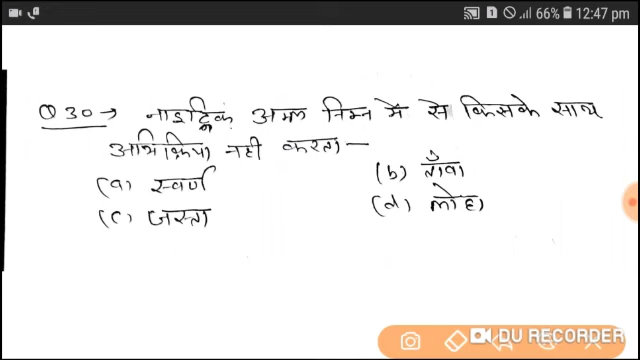 66% 12:47 pm
Q30→ नाइट्रिक अम्ल निम्न में से किसके साथ
अभिक्रिया नही करता—
(a) स्वर्ण (b) ताँवा
(c) जस्ता (d) लोहा
DU RECORDER